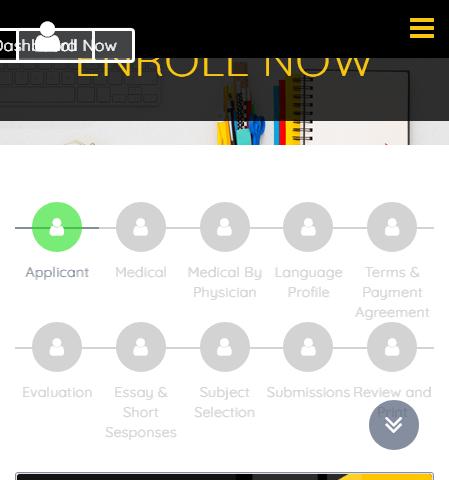 Dashboard
Enroll Now
ENROLL NOW
Applicant
Medical
Medical By
Physician
Language
Profile
Terms &
Payment
Agreement
Evaluation
Essay &
Short
Sesponses
Subject
Selection
Submissions
Review and
Print